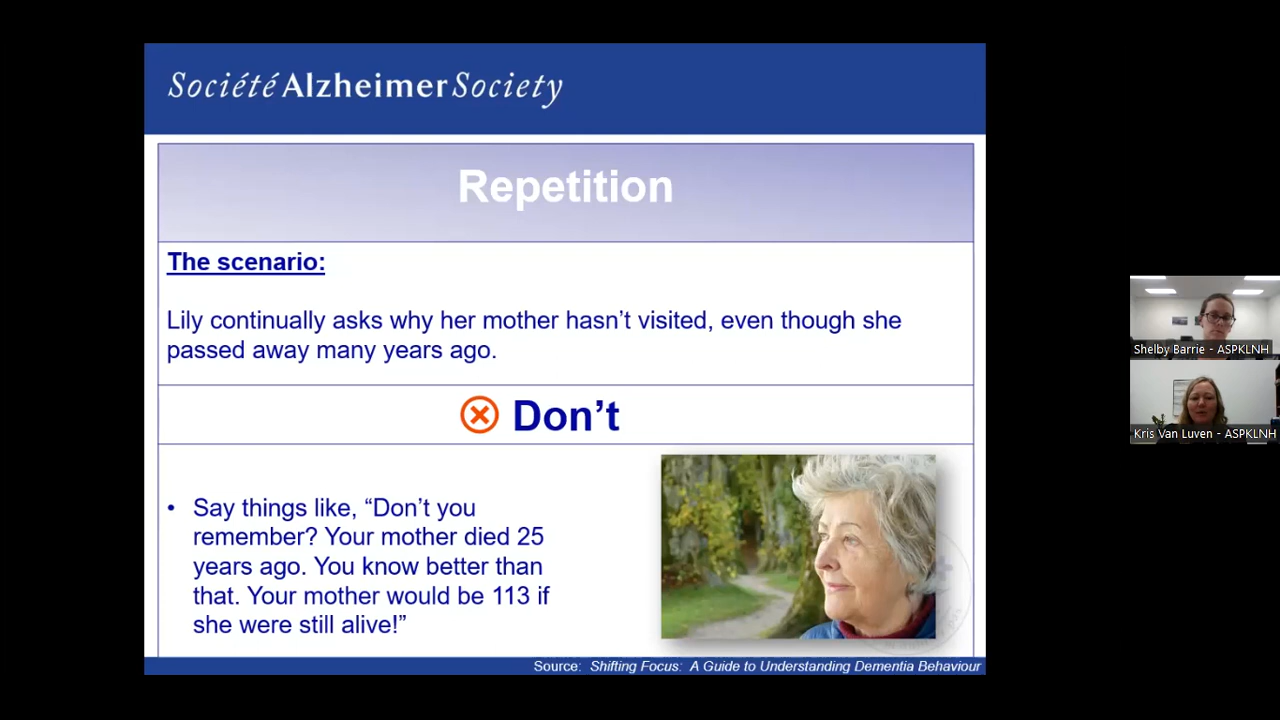 Société Alzheimer Society
Repetition
The scenario:
Lily continually asks why her mother hasn’t visited, even though she
passed away many years ago.
Don’t
• Say things like, “Don’t you
remember? Your mother died 25
years ago. You know better than
that. Your mother would be 113 if
she were still alive!”
Source: Shifting Focus: A Guide to Understanding Dementia Behaviour
Shelby Barrie - ASPKLNH
Kris Van Luven - ASPKLNH